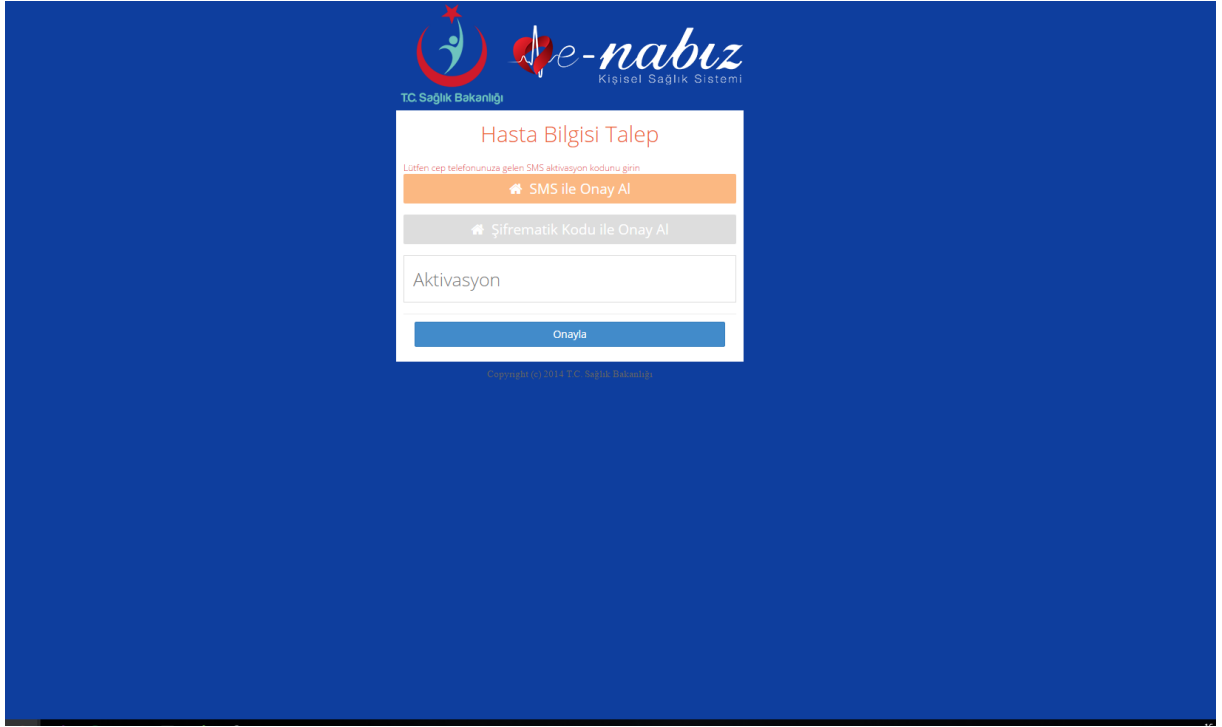 e-nabız
Kişisel Sağlık Sistemi
T.C. Sağlık Bakanlığı
Hasta Bilgisi Talep
Lütfen cep telefonunuza gelen SMS aktivasyon kodunu girin
SMS ile Onay Al
Şifrematik Kodu ile Onay Al
Aktivasyon
Onayla
Copyright (c) 2014 T.C. Sağlık Bakanlığı